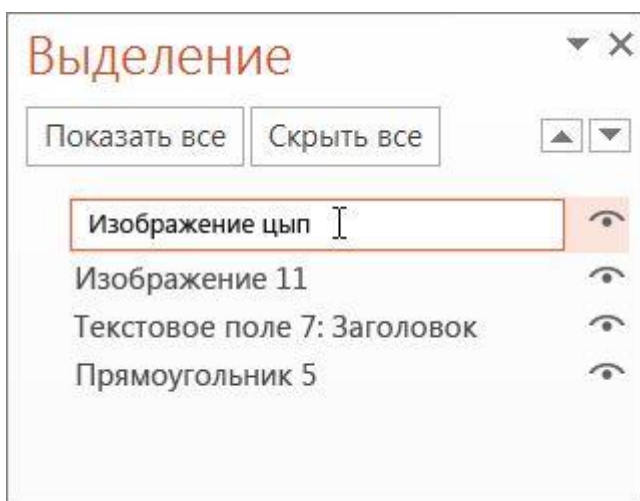 Выделение
Показать все Скрыть все
Изображение цып
Изображение 11
Текстовое поле 7: Заголовок
Прямоугольник 5